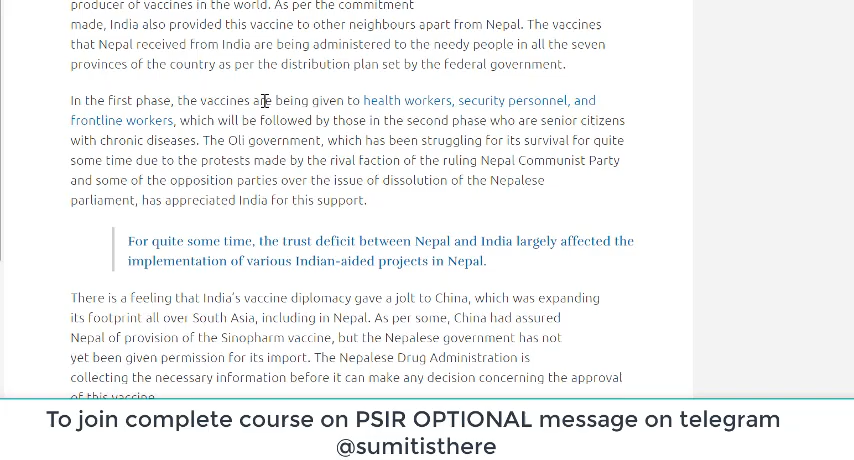 producer of vaccines in the world. As per the commitment
made, India also provided this vaccine to other neighbours apart from Nepal. The vaccines
that Nepal received from India are being administered to the needy people in all the seven
provinces of the country as per the distribution plan set by the federal government.
In the first phase, the vaccines are being given to health workers, security personnel, and
frontline workers, which will be followed by those in the second phase who are senior citizens
with chronic diseases. The Oli government, which has been struggling for its survival for quite
some time due to the protests made by the rival faction of the ruling Nepal Communist Party
and some of the opposition parties over the issue of dissolution of the Nepalese
parliament, has appreciated India for this support.
For quite some time, the trust deficit between Nepal and India largely affected the
implementation of various Indian-aided projects in Nepal.
There is a feeling that India's vaccine diplomacy gave a jolt to China, which was expanding
its footprint all over South Asia, including in Nepal. As per some, China had assured
Nepal of provision of the Sinopharm vaccine, but the Nepalese government has not
yet been given permission for its import. The Nepalese Drug Administration is
collecting the necessary information before it can make any decision concerning the approval
of this vaccine.
To join complete course on PSIR OPTIONAL message on telegram
@sumitisthere